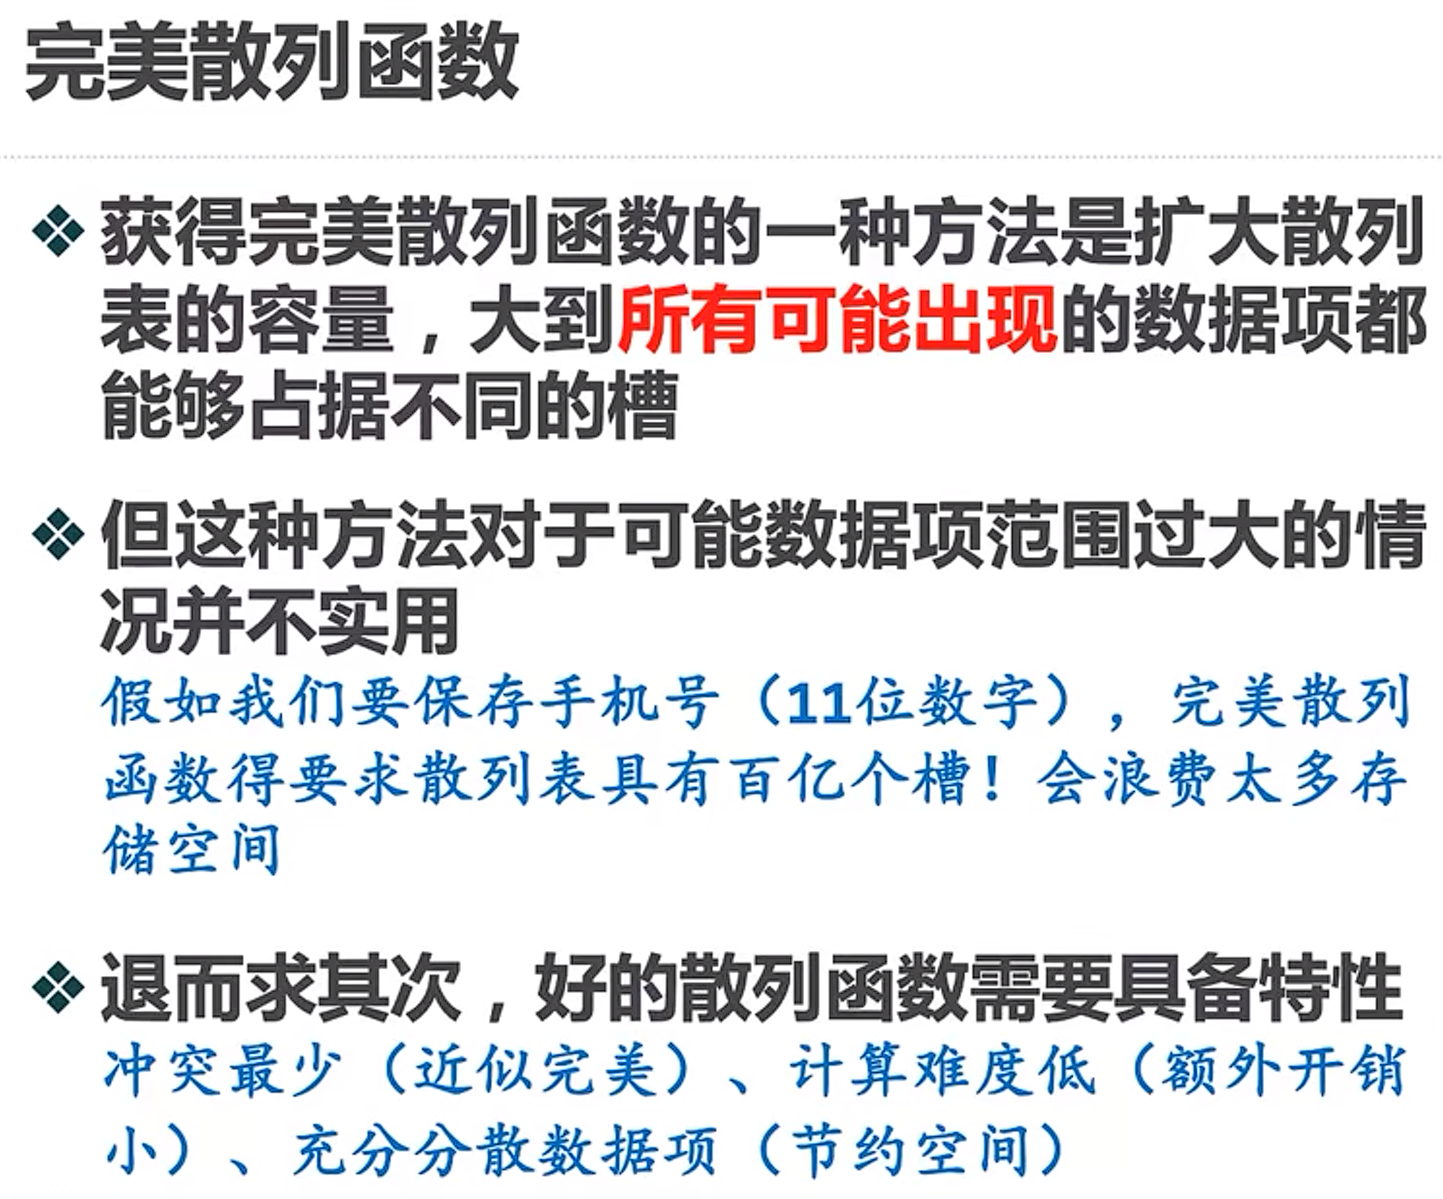 完美散列函数
获得完美散列函数的一种方法是扩大散列
表的容量，大到所有可能出现的数据项都
能够占据不同的槽
但这种方法对于可能数据项范围过大的情
况并不实用
假如我们要保存手机号（11位数字），完美散列
函数得要求散列表具有百亿个槽！会浪费太多存
储空间
退而求其次，好的散列函数需要具备特性
冲突最少（近似完美）、计算难度低（额外开销
小）、充分分散数据项（节约空间）